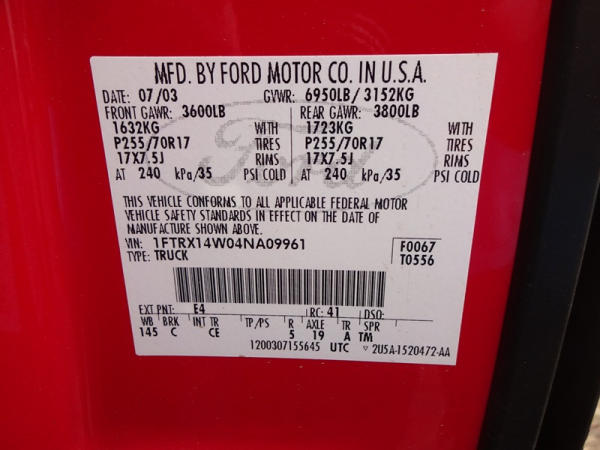 MFD. BY FORD MOTOR CO. IN U.S.A.
DATE: 07/03 GVWR: 6950LB/ 3152KG
FRONT GAWR: 3600LB REAR GAWR: 3800LB
1632KG WITH 1723KG WITH
P255/70R17 TIRES P255/70R17 TIRES
17X7.5J RIMS 17X7.5J RIMS
AT 240 kPa/35 PSI COLD AT 240 kPa/35 PSI COLD
Ford
THIS VEHICLE CONFORMS TO ALL APPLICABLE FEDERAL MOTOR
VEHICLE SAFETY STANDARDS IN EFFECT ON THE DATE OF
MANUFACTURE SHOWN ABOVE.
VIN: 1FTRX14W04NA09961 F0067
TYPE: TRUCK T0556
EXT PNT: E4 RC: 41 DSO:
WB BRK INT TR TP/PS R AXLE TR SPR
145 C CE 5 19 A TM
1200307155645 UTC 2U5A-1520472-AA